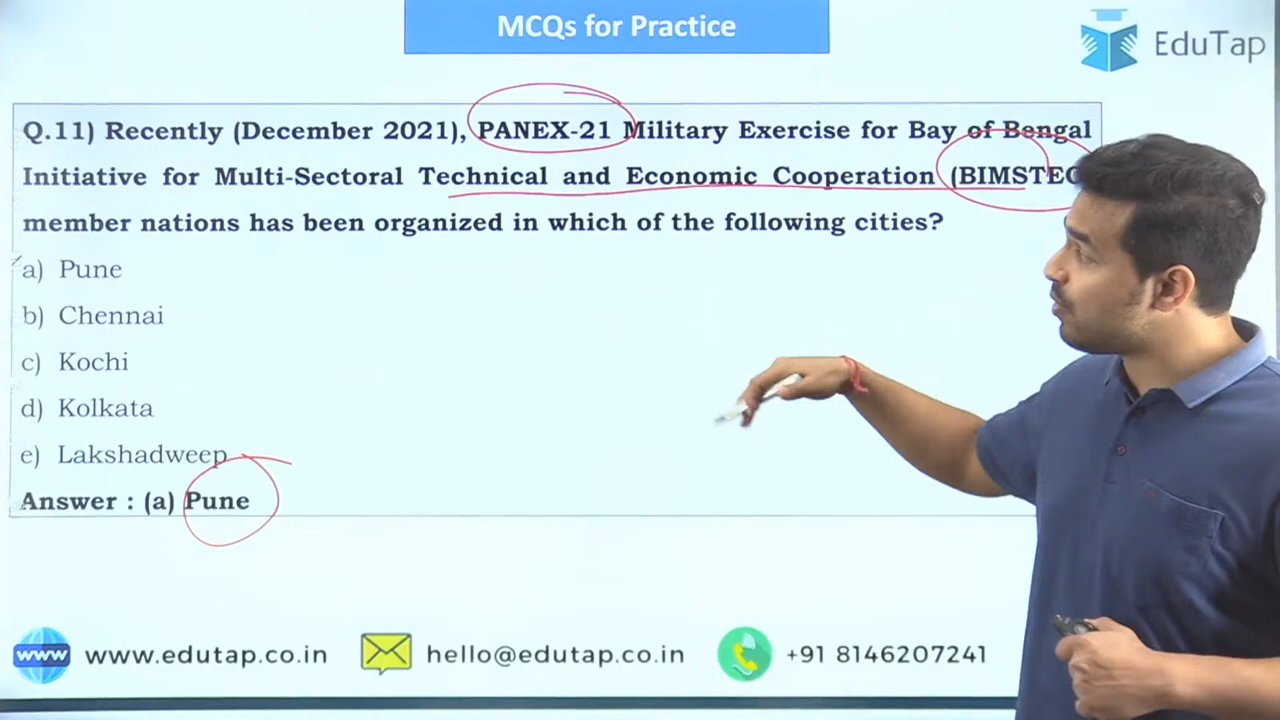 MCQs for Practice
EduTap
Q.11) Recently (December 2021), PANEX-21 Military Exercise for Bay of Bengal
Initiative for Multi-Sectoral Technical and Economic Cooperation (BIMSTEC
member nations has been organized in which of the following cities?
a) Pune
b) Chennai
c) Kochi
d) Kolkata
e) Lakshadweep
Answer : (a) Pune
www www.edutap.co.in hello@edutap.co.in +91 8146207241